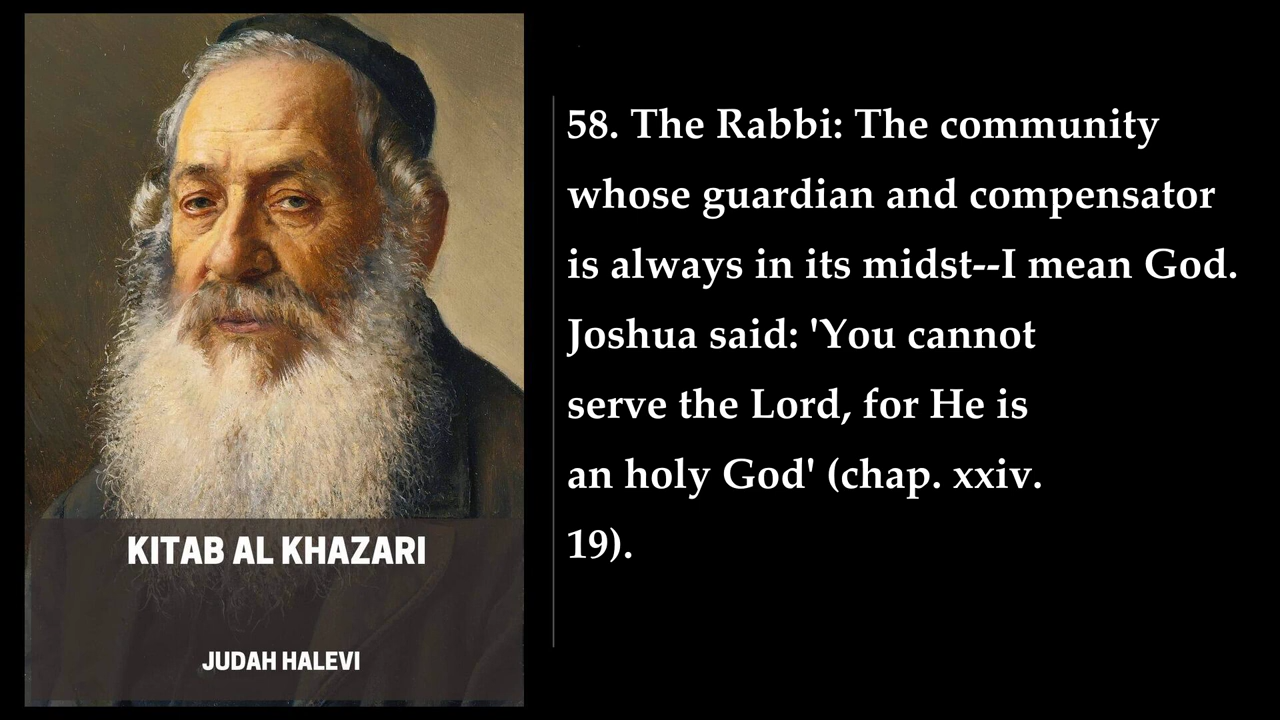 KITAB AL KHAZARI
JUDAH HALEVI
58. The Rabbi: The community
whose guardian and compensator
is always in its midst--I mean God.
Joshua said: 'You cannot
serve the Lord, for He is
an holy God' (chap. xxiv.
19).